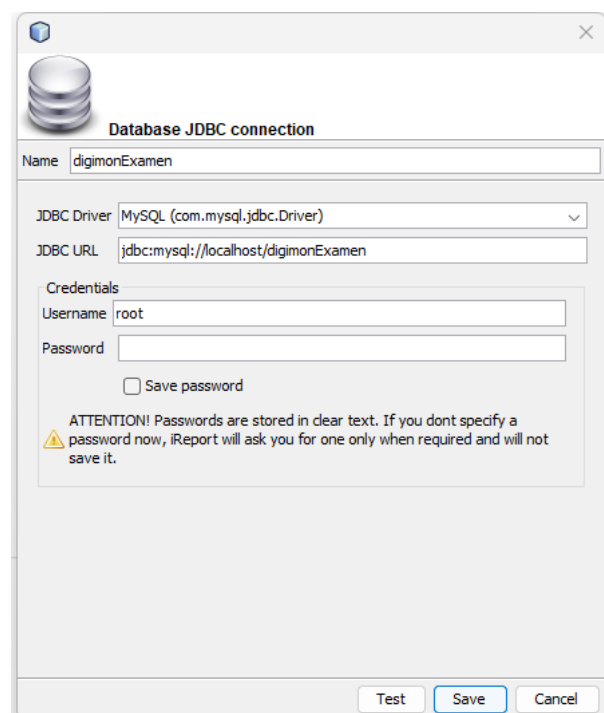 Database JDBC connection
Name digimonExamen
JDBC Driver MySQL (com.mysql.jdbc.Driver)
JDBC URL jdbc:mysql://localhost/digimonExamen
Credentials
Username root
Password
Save password
ATTENTION! Passwords are stored in clear text. If you dont specify a
password now, iReport will ask you for one only when required and will not
save it.
Test Save Cancel